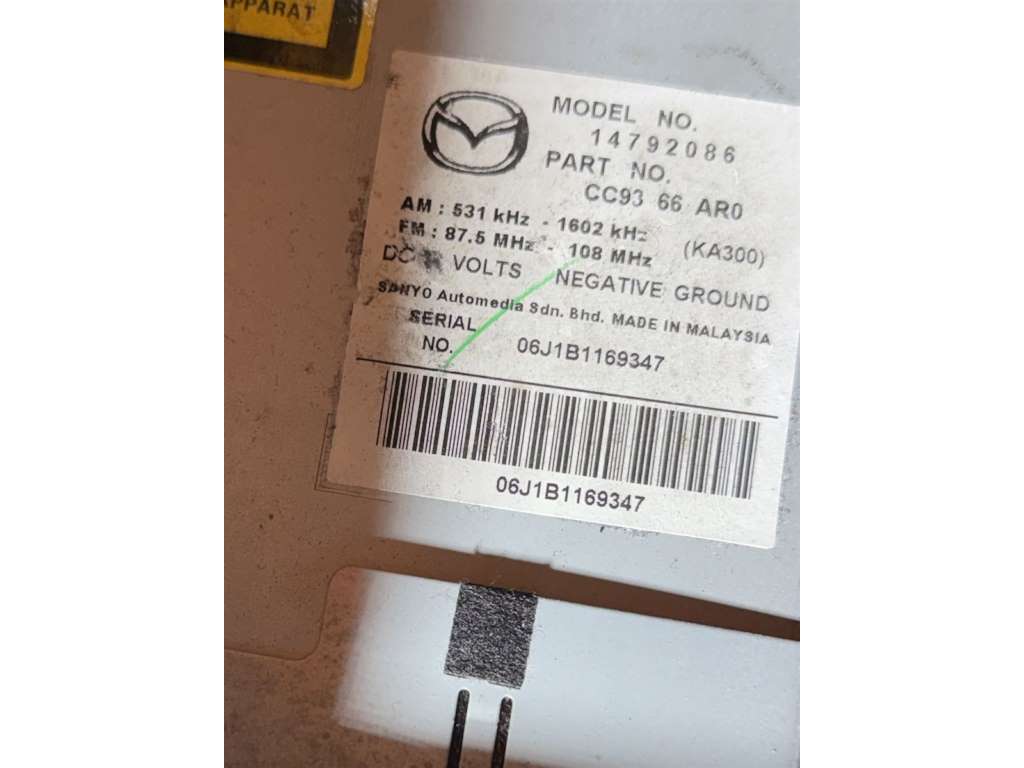 APPARAT
MODEL NO.
14792086
PART NO.
CC93 66 AR0
AM : 531 kHz - 1602 kHz
FM : 87.5 MHz - 108 MHz (KA300)
DC VOLTS NEGATIVE GROUND
SANYO Automedia Sdn. Bhd. MADE IN MALAYSIA
SERIAL
NO. 06J1B1169347
06J1B1169347